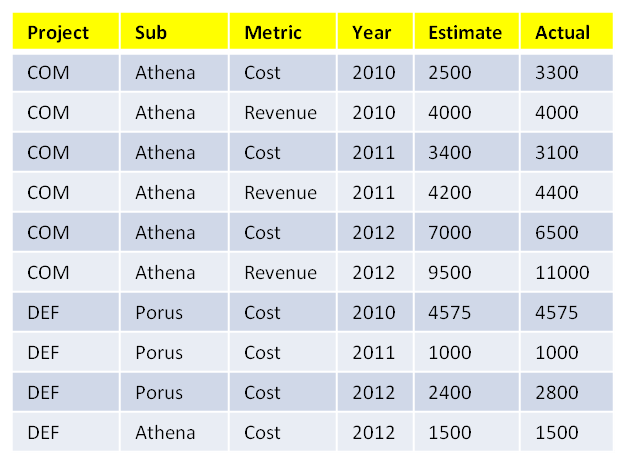 Project Sub Metric Year Estimate Actual
COM Athena Cost 2010 2500 3300
COM Athena Revenue 2010 4000 4000
COM Athena Cost 2011 3400 3100
COM Athena Revenue 2011 4200 4400
COM Athena Cost 2012 7000 6500
COM Athena Revenue 2012 9500 11000
DEF Porus Cost 2010 4575 4575
DEF Porus Cost 2011 1000 1000
DEF Porus Cost 2012 2400 2800
DEF Athena Cost 2012 1500 1500